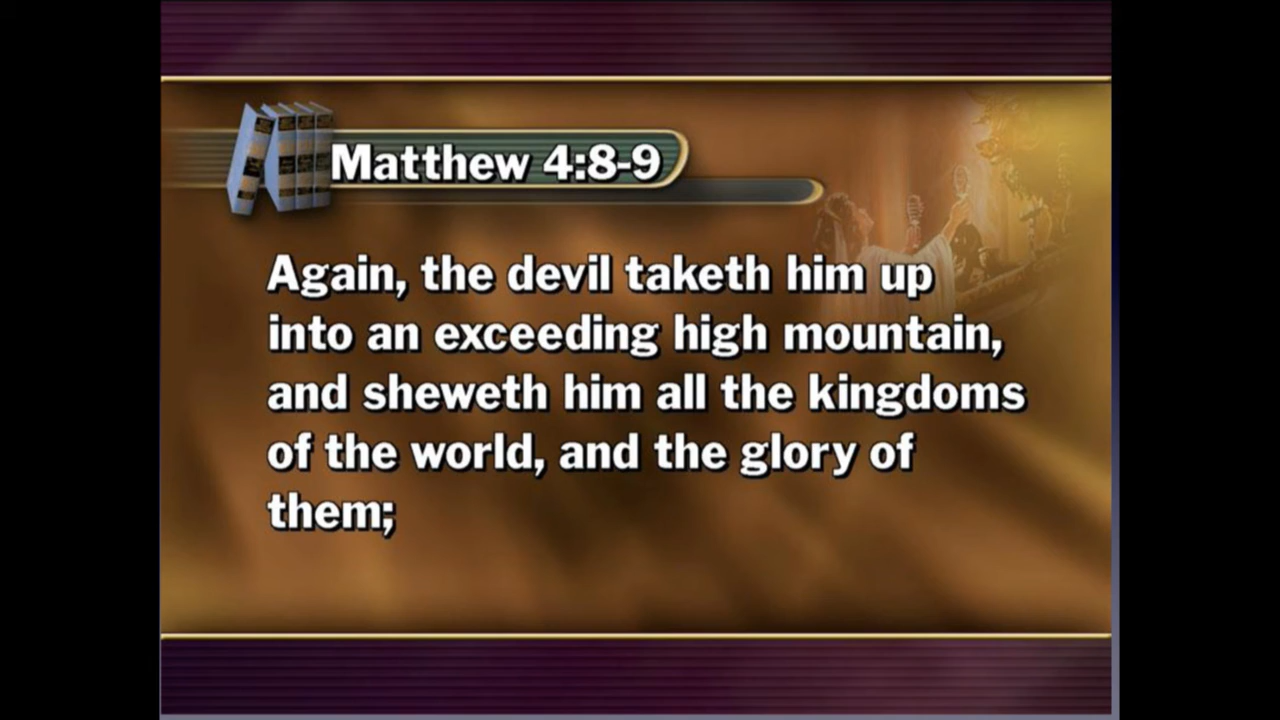 Matthew 4:8-9
Again, the devil taketh him up
into an exceeding high mountain,
and sheweth him all the kingdoms
of the world, and the glory of
them;